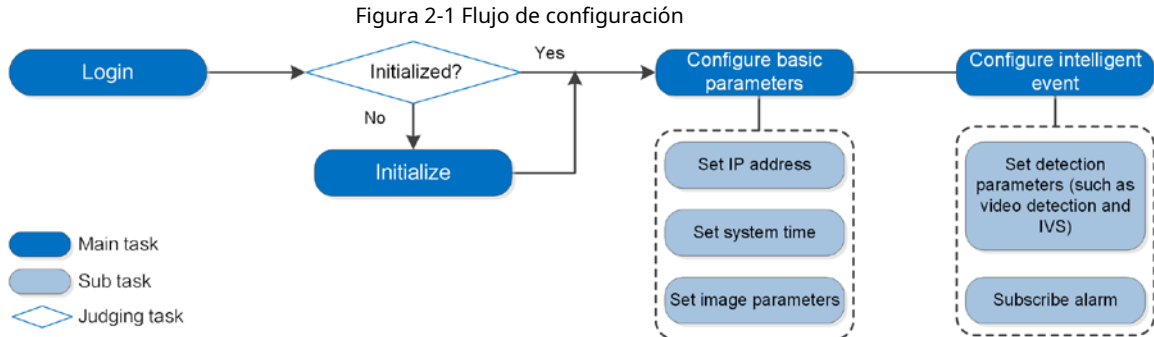 Figura 2-1 Flujo de configuración
Login
Initialized?
Yes
No
Initialize
Configure basic
parameters
Set IP address
Set system time
Set image parameters
Configure intelligent
event
Set detection
parameters (such as
video detection and
IVS)
Subscribe alarm
Main task
Sub task
Judging task